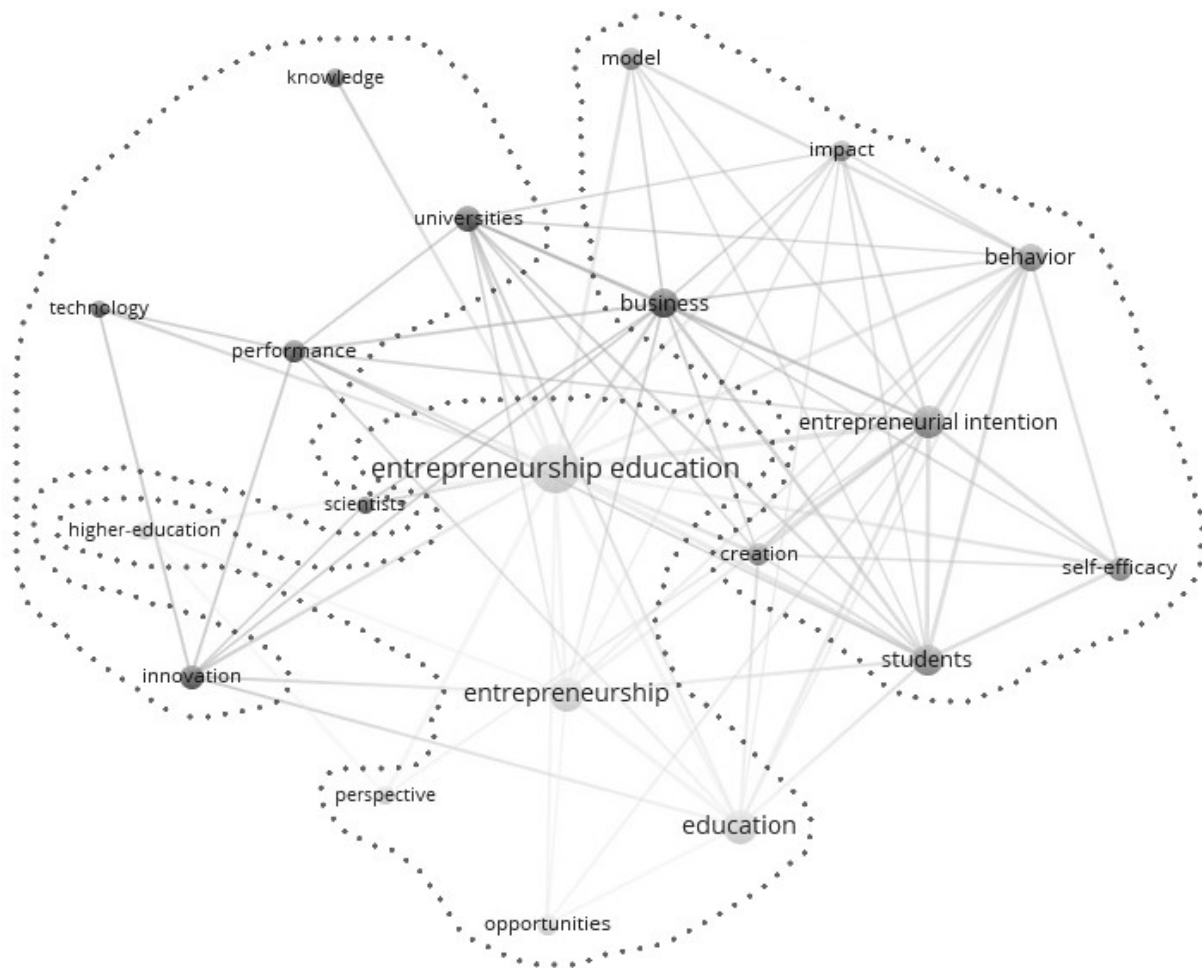 model
knowledge
impact
universities
behavior
business
technology
performance
entrepreneurial intention
entrepreneurship education
scientists
higher-education
creation
self-efficacy
students
innovation
entrepreneurship
perspective
education
opportunities